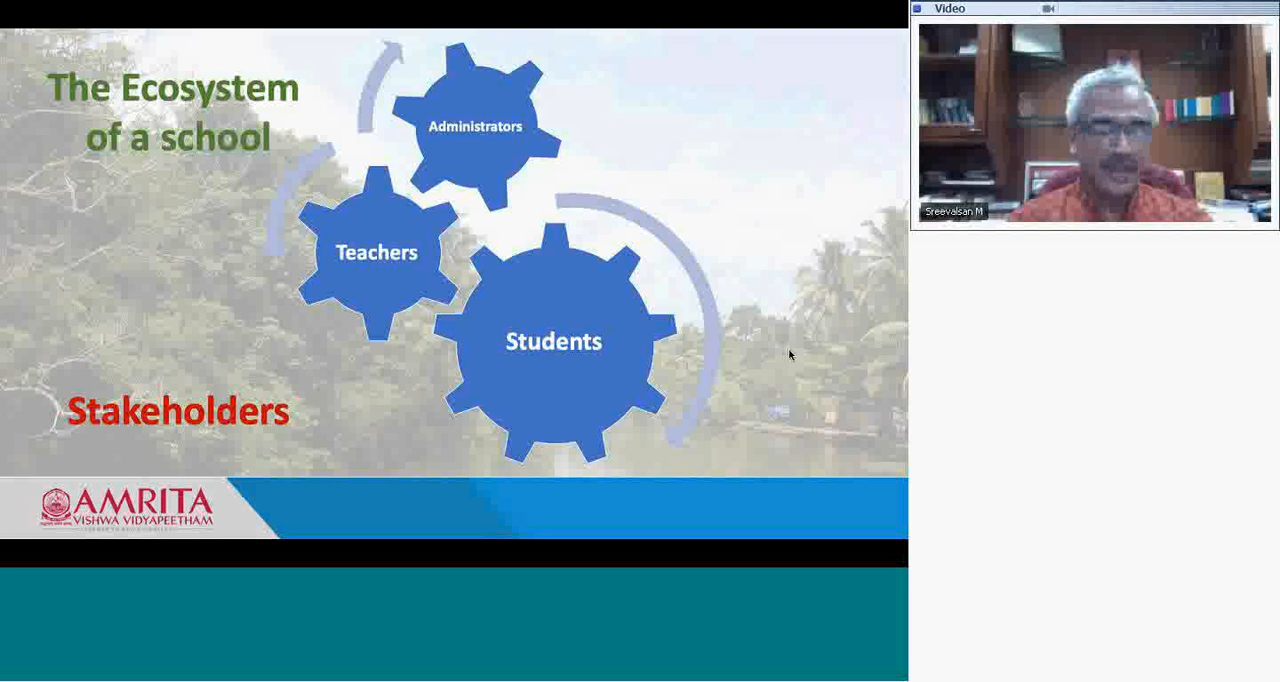 Video
The Ecosystem
of a school
Administrators
Teachers
Students
Stakeholders
AMRITA
VISHWA VIDYAPEETHAM
Sreevalsan M